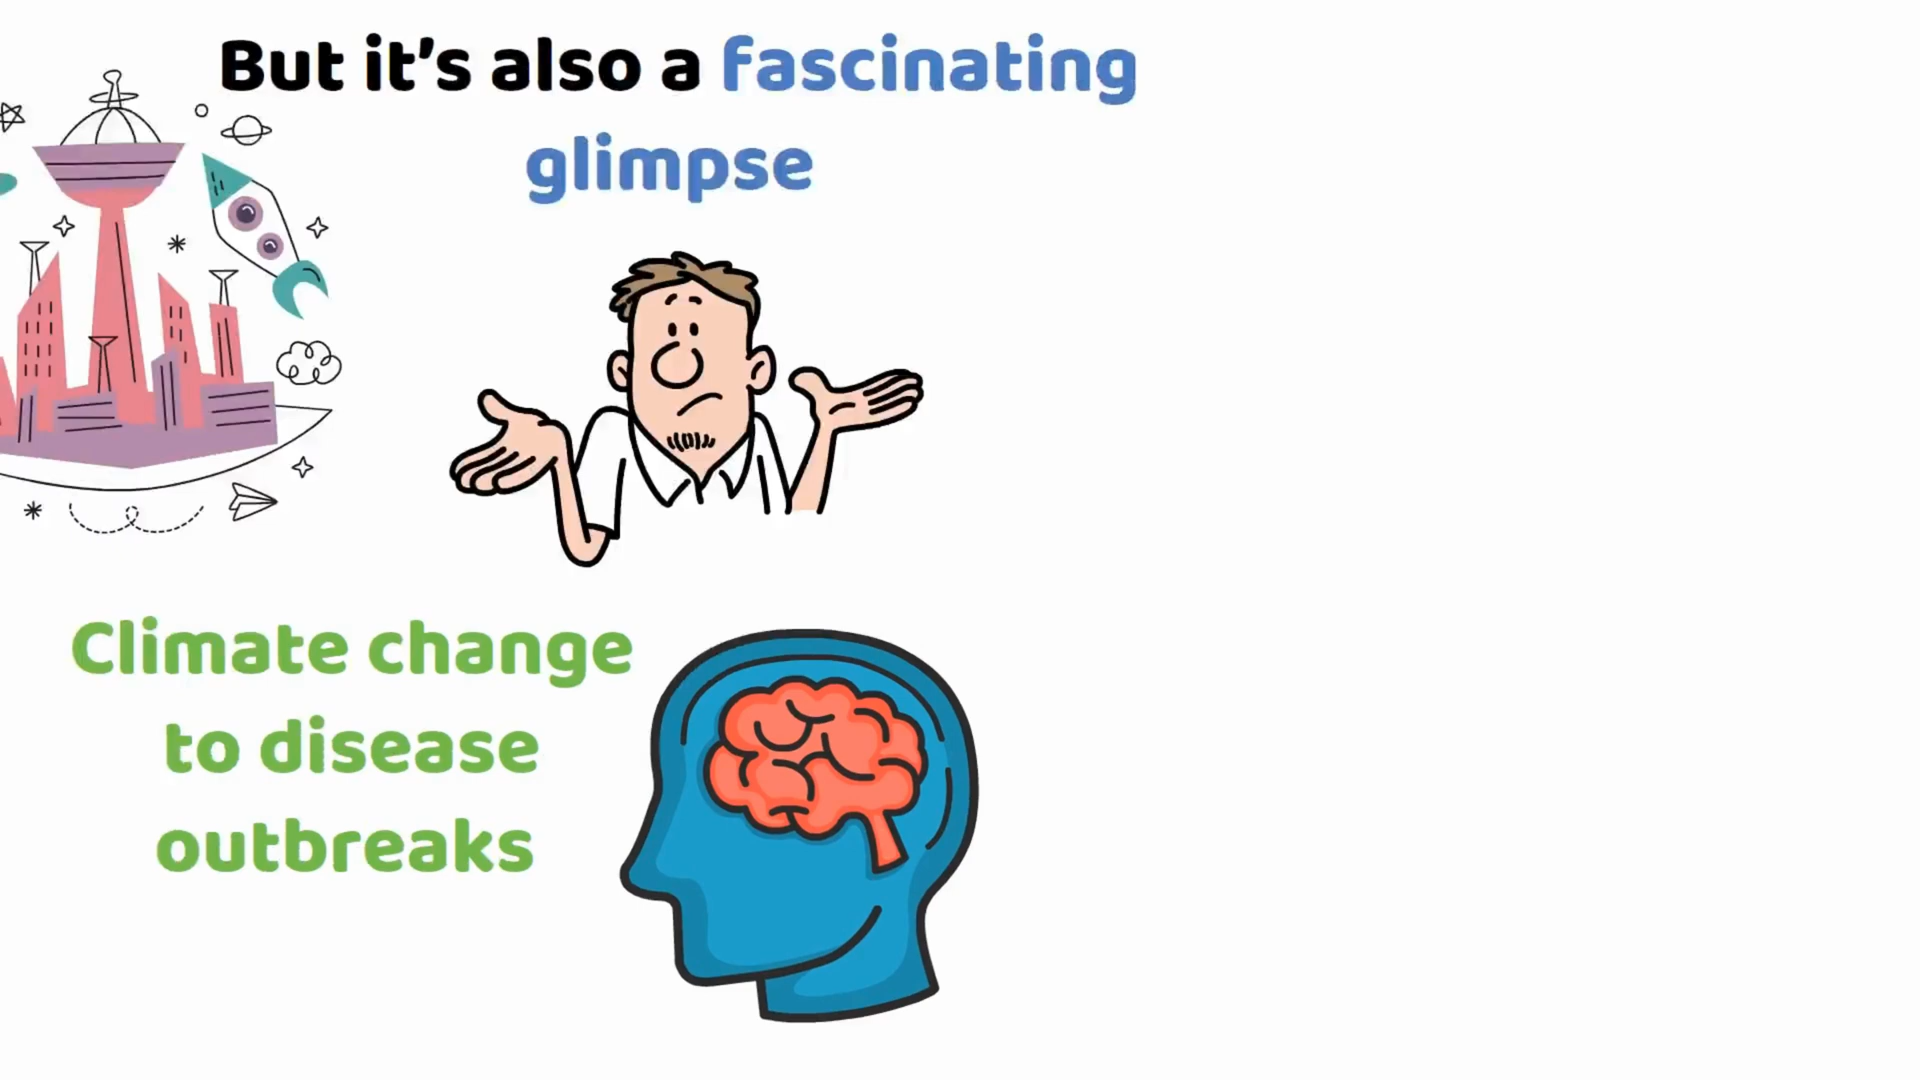 But it’s also a fascinating
glimpse
Climate change
to disease
outbreaks